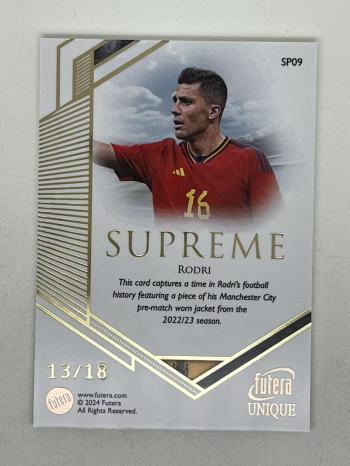 SP09
16
SUPREME
RODRI
This card captures a time in Rodri's football
history featuring a piece of his Manchester City
pre-match worn jacket from the
2022/23 season.
13/18
futera
www.futera.com
© 2024 Futera
All Rights Reserved.
futera
UNIQUE